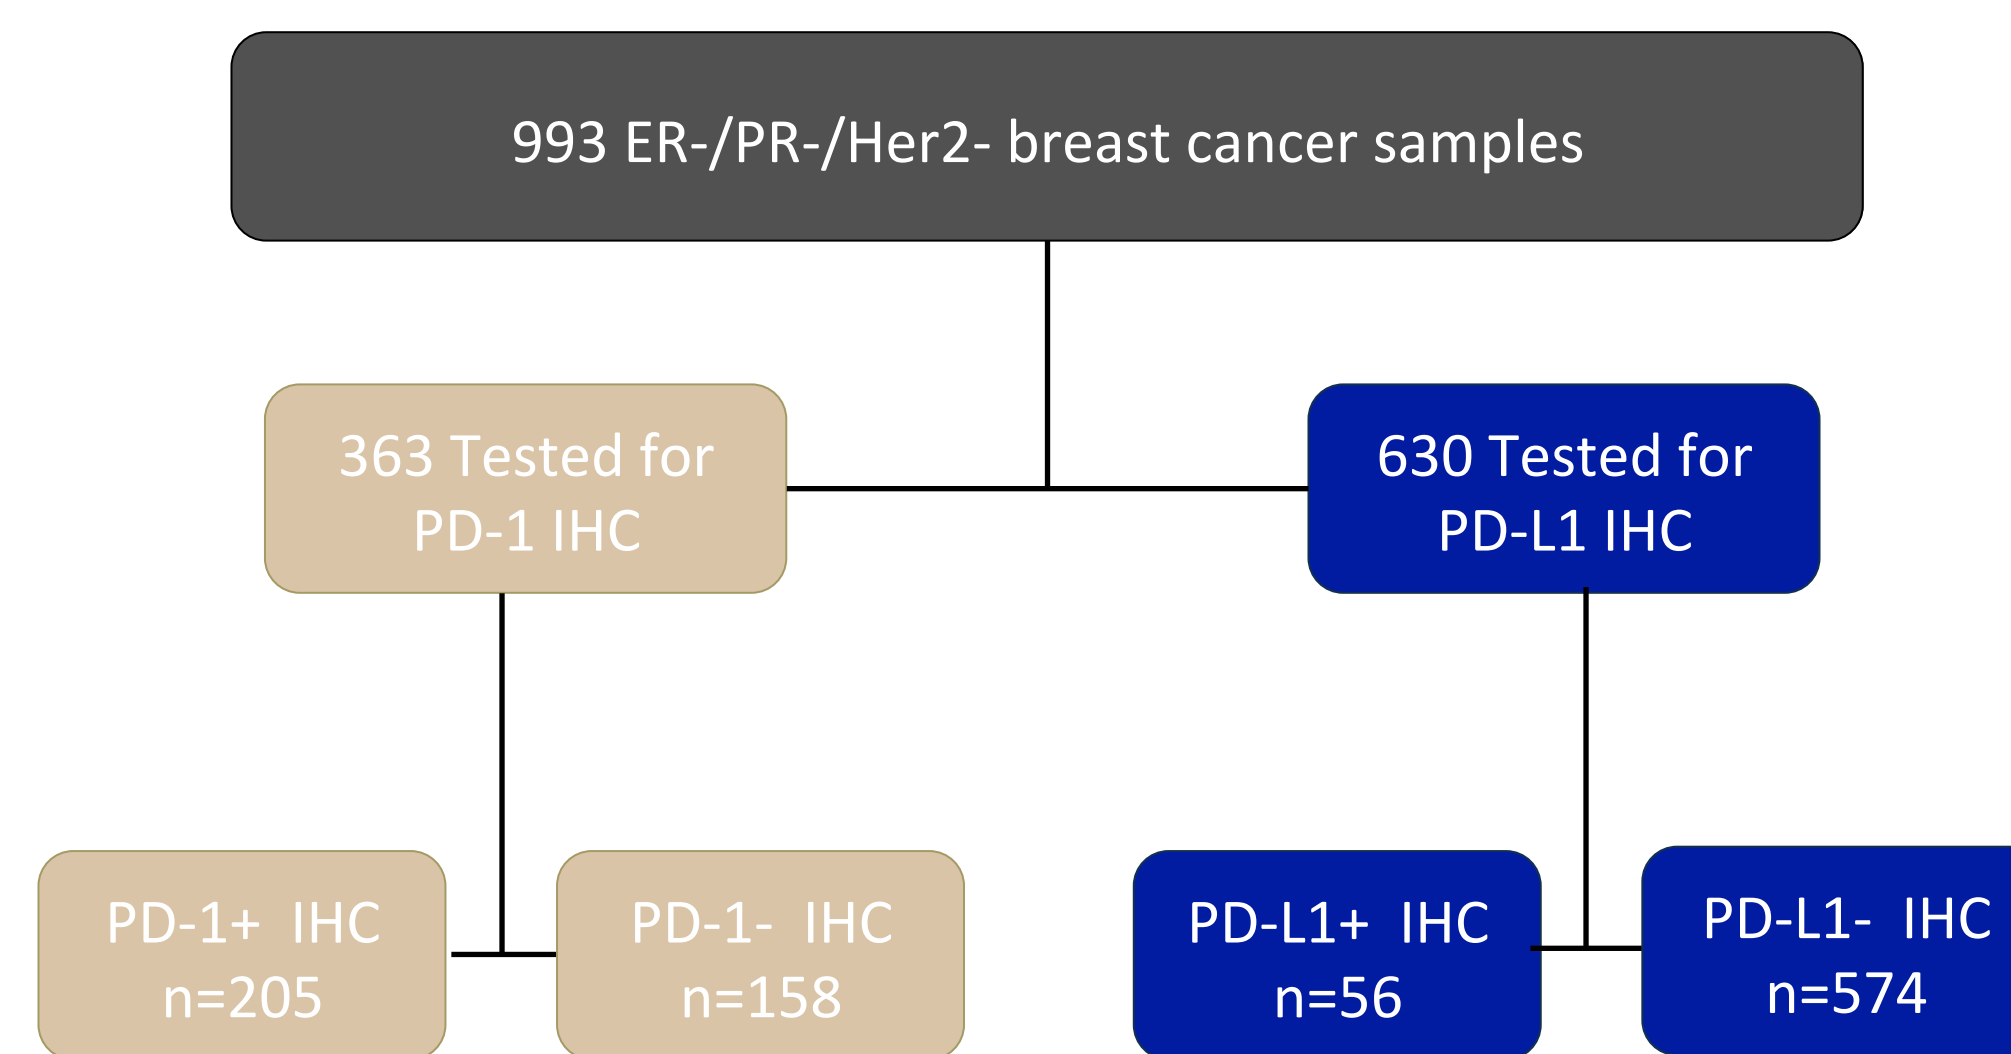 993 ER-/PR-/Her2- breast cancer samples
363 Tested for
PD-1 IHC
630 Tested for
PD-L1 IHC
PD-1+ IHC
n=205
PD-1- IHC
n=158
PD-L1+ IHC
n=56
PD-L1- IHC
n=574